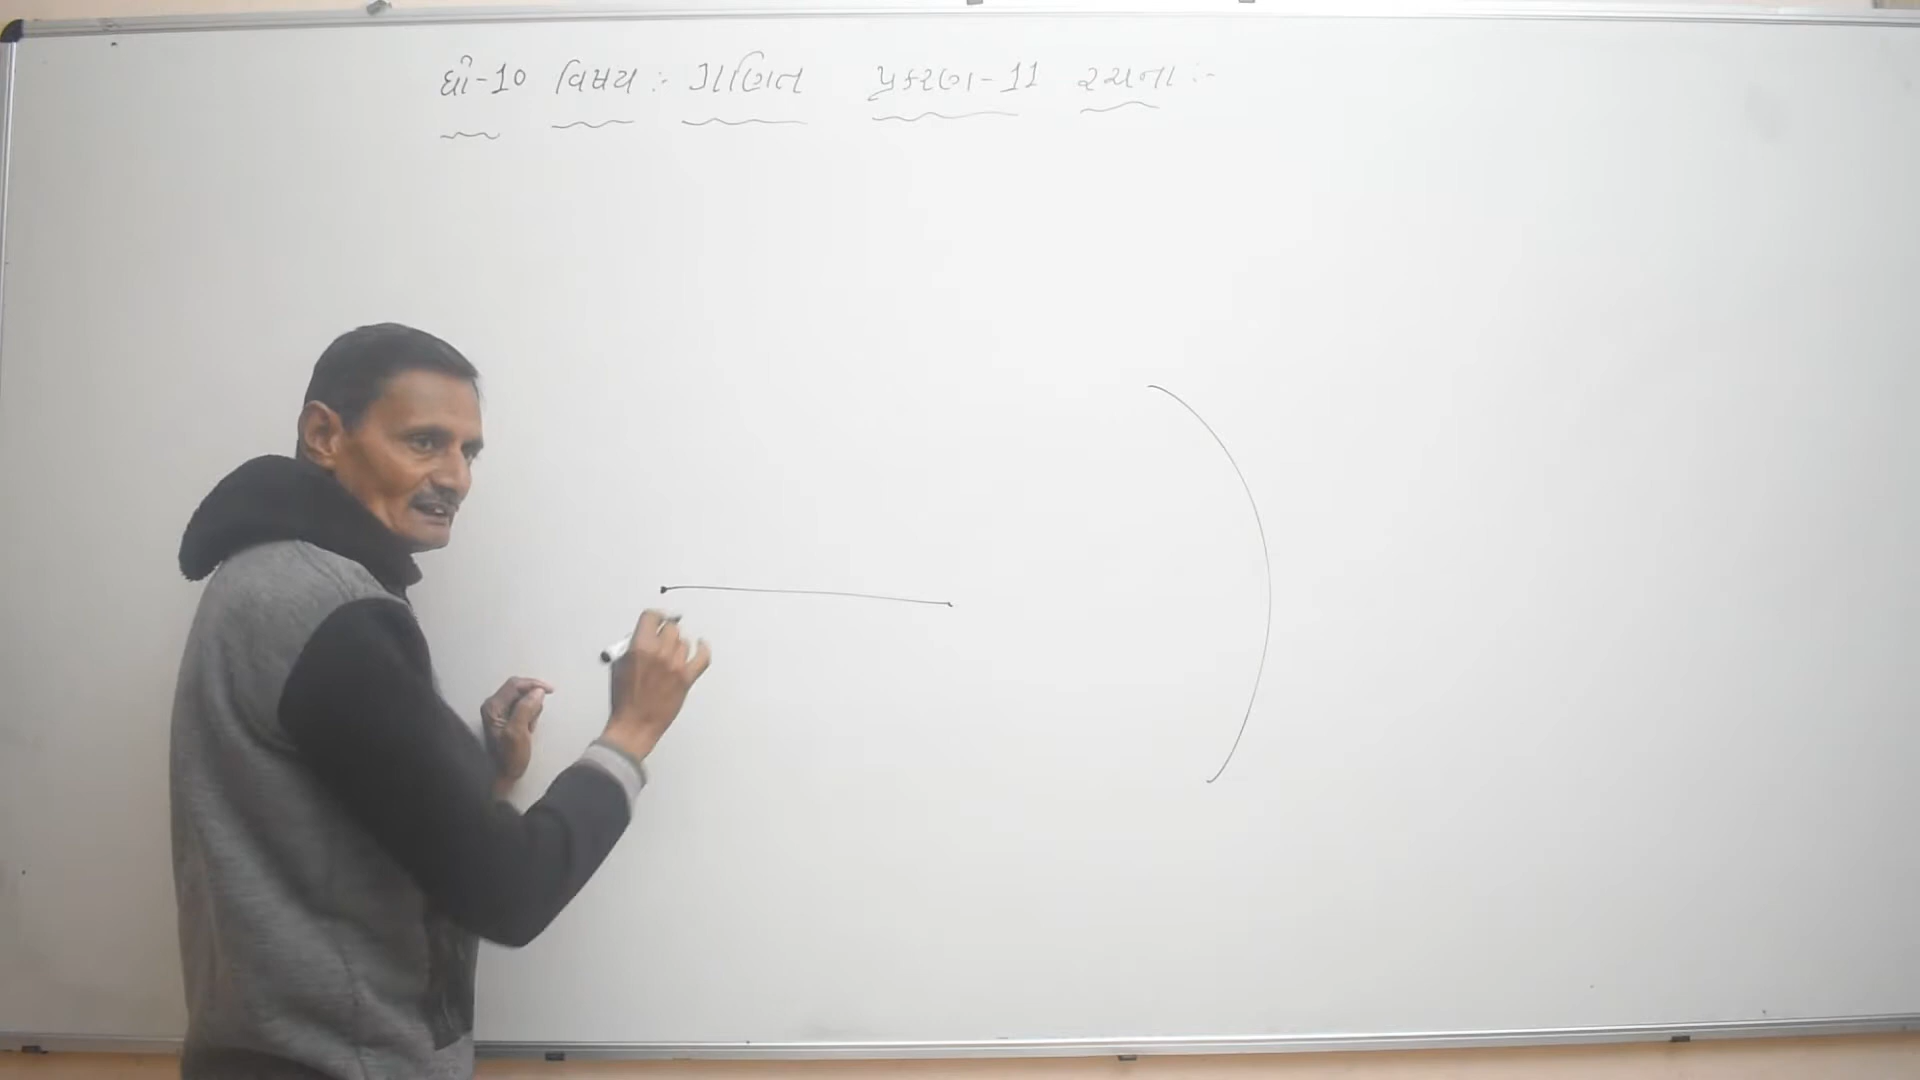 ધો-10 વિષય :- ગણિત પ્રકરણ-11 રચના :-